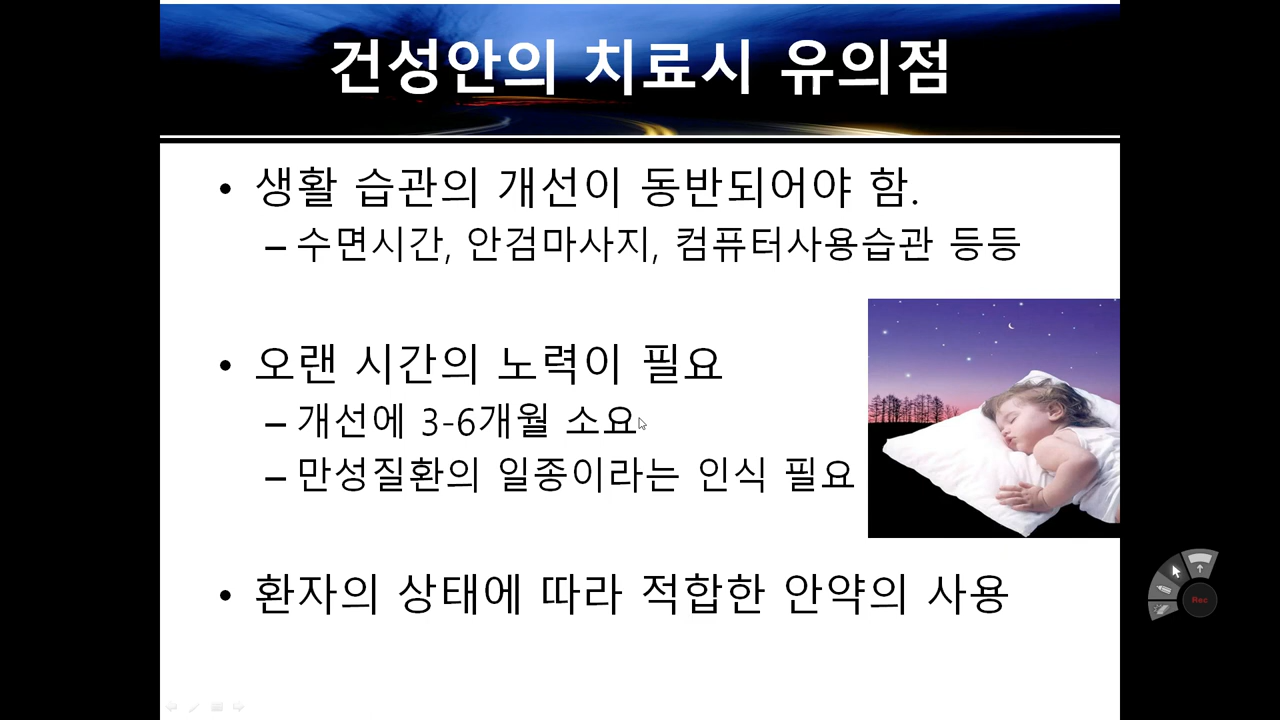 건성안의 치료시 유의점
• 생활 습관의 개선이 동반되어야 함.
– 수면시간, 안검마사지, 컴퓨터사용습관 등등
• 오랜 시간의 노력이 필요
– 개선에 3-6개월 소요
– 만성질환의 일종이라는 인식 필요
• 환자의 상태에 따라 적합한 안약의 사용
Rec